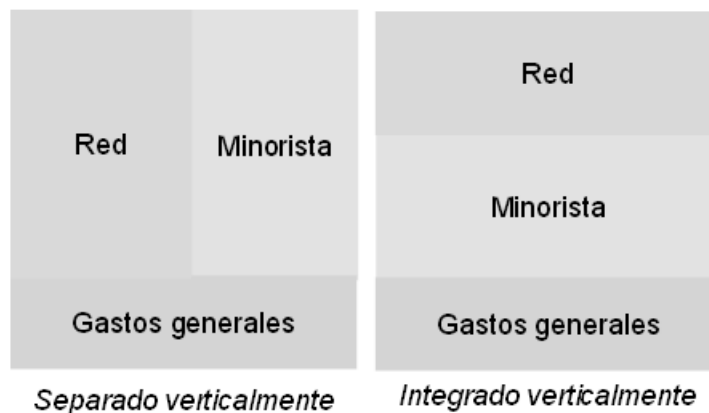 Red
Minorista
Gastos generales
Separado verticalmente
Red
Minorista
Gastos generales
Integrado verticalmente